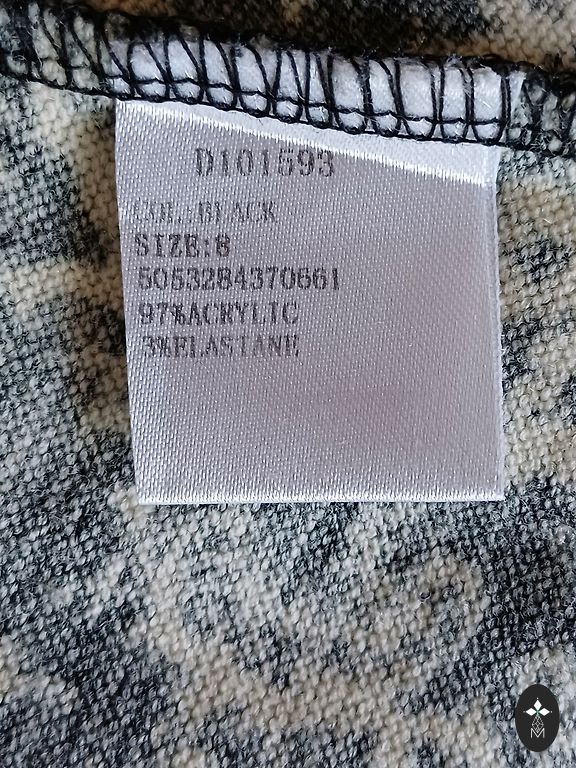 D101593
COL.:BLACK
SIZE:8
5053284370661
97%ACRYLIC
3%ELASTANE
M